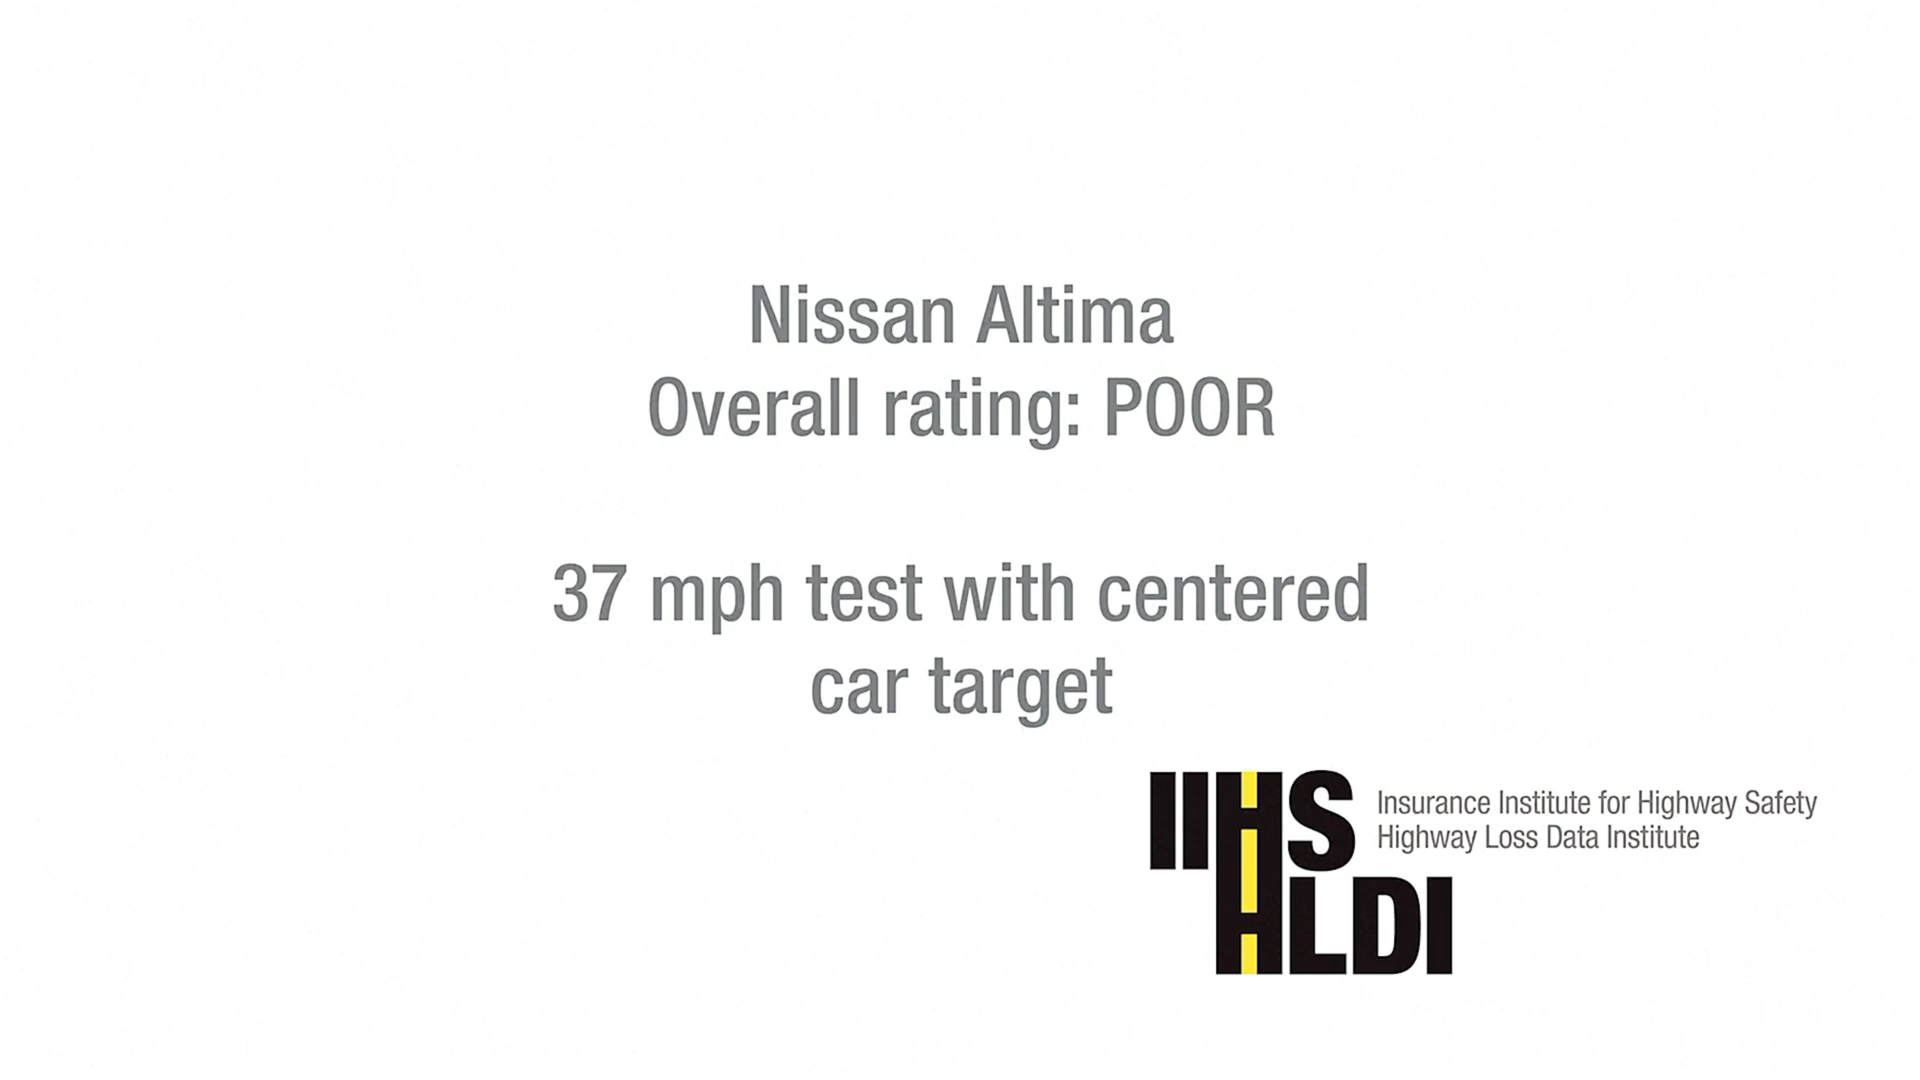 Nissan Altima
Overall rating: POOR
37 mph test with centered
car target
IIHS
HLDI
Insurance Institute for Highway Safety
Highway Loss Data Institute